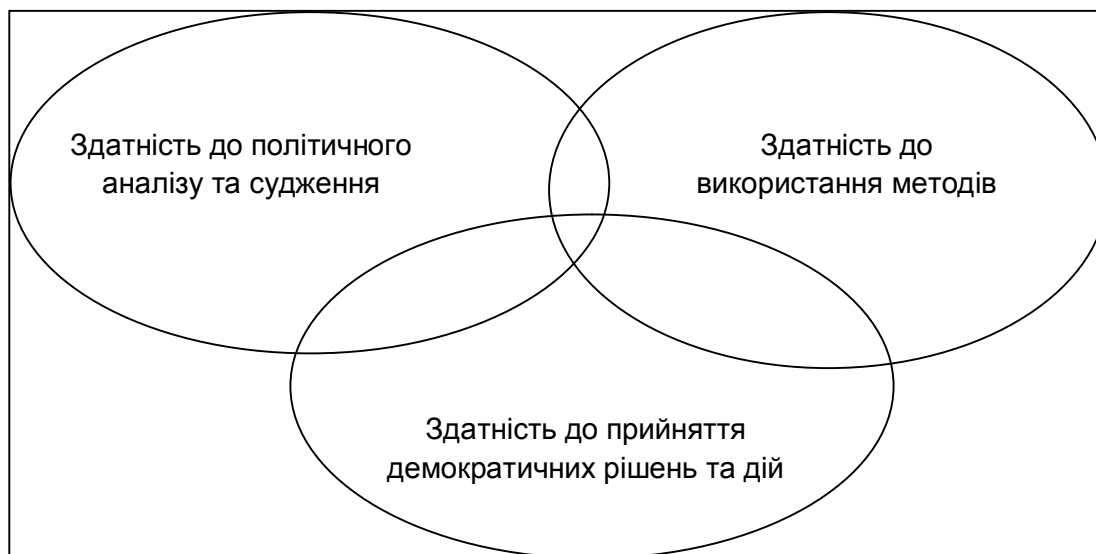 Здатність до політичного
аналізу та судження
Здатність до
використання методів
Здатність до прийняття
демократичних рішень та дій